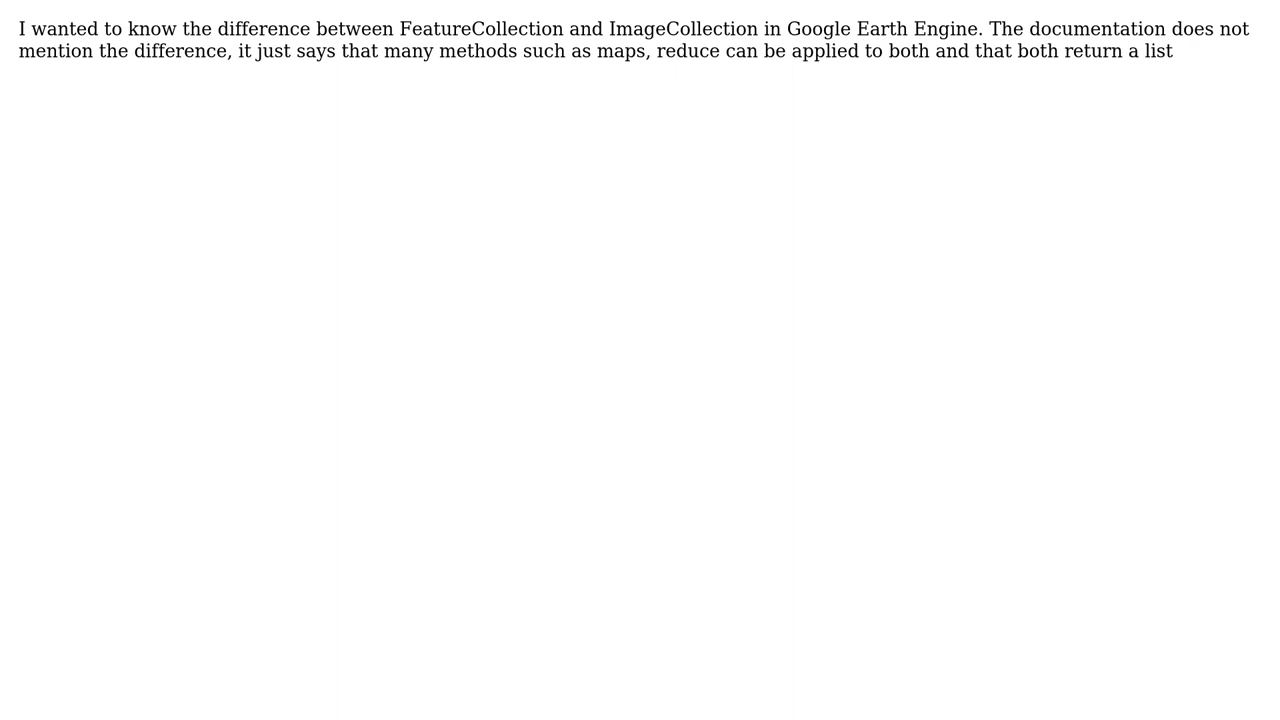 I wanted to know the difference between FeatureCollection and ImageCollection in Google Earth Engine. The documentation does not
mention the difference, it just says that many methods such as maps, reduce can be applied to both and that both return a list